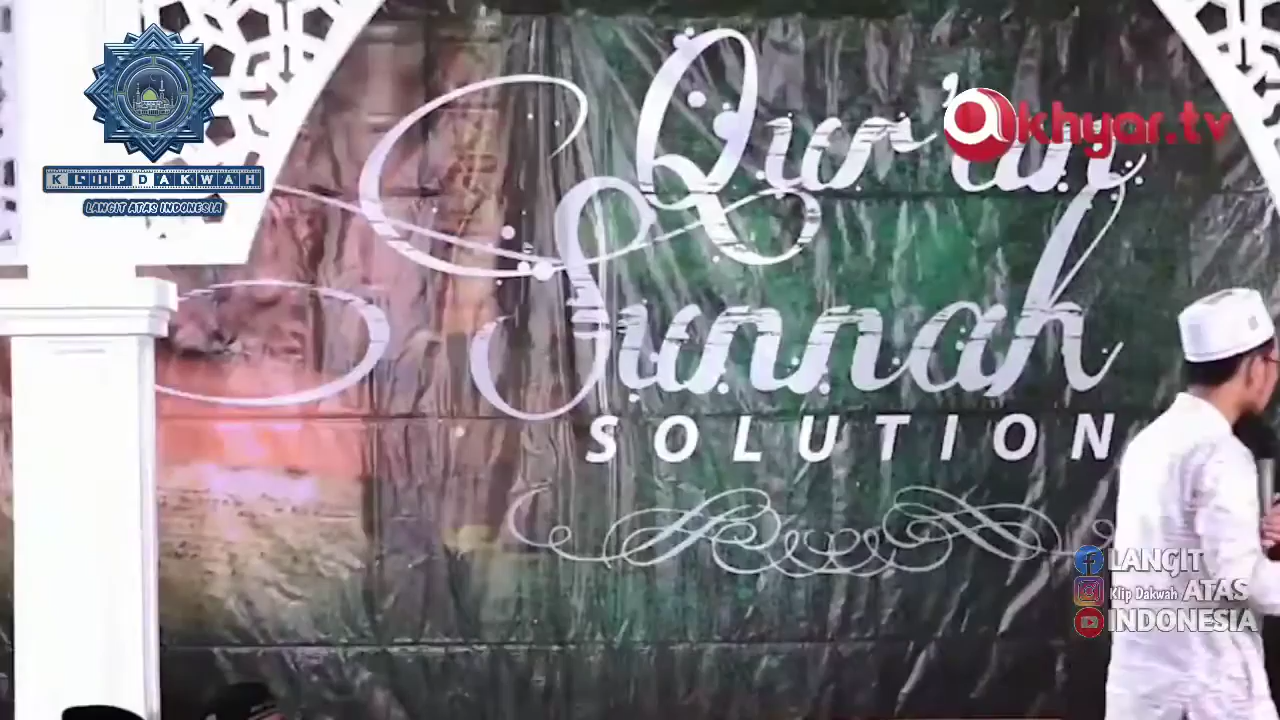 KLIPDAKWAH
LANGIT ATAS INDONESIA
Qur'an
akhyar.tv
Sunnah
SOLUTION
LANGIT
Klip Dakwah ATAS
INDONESIA